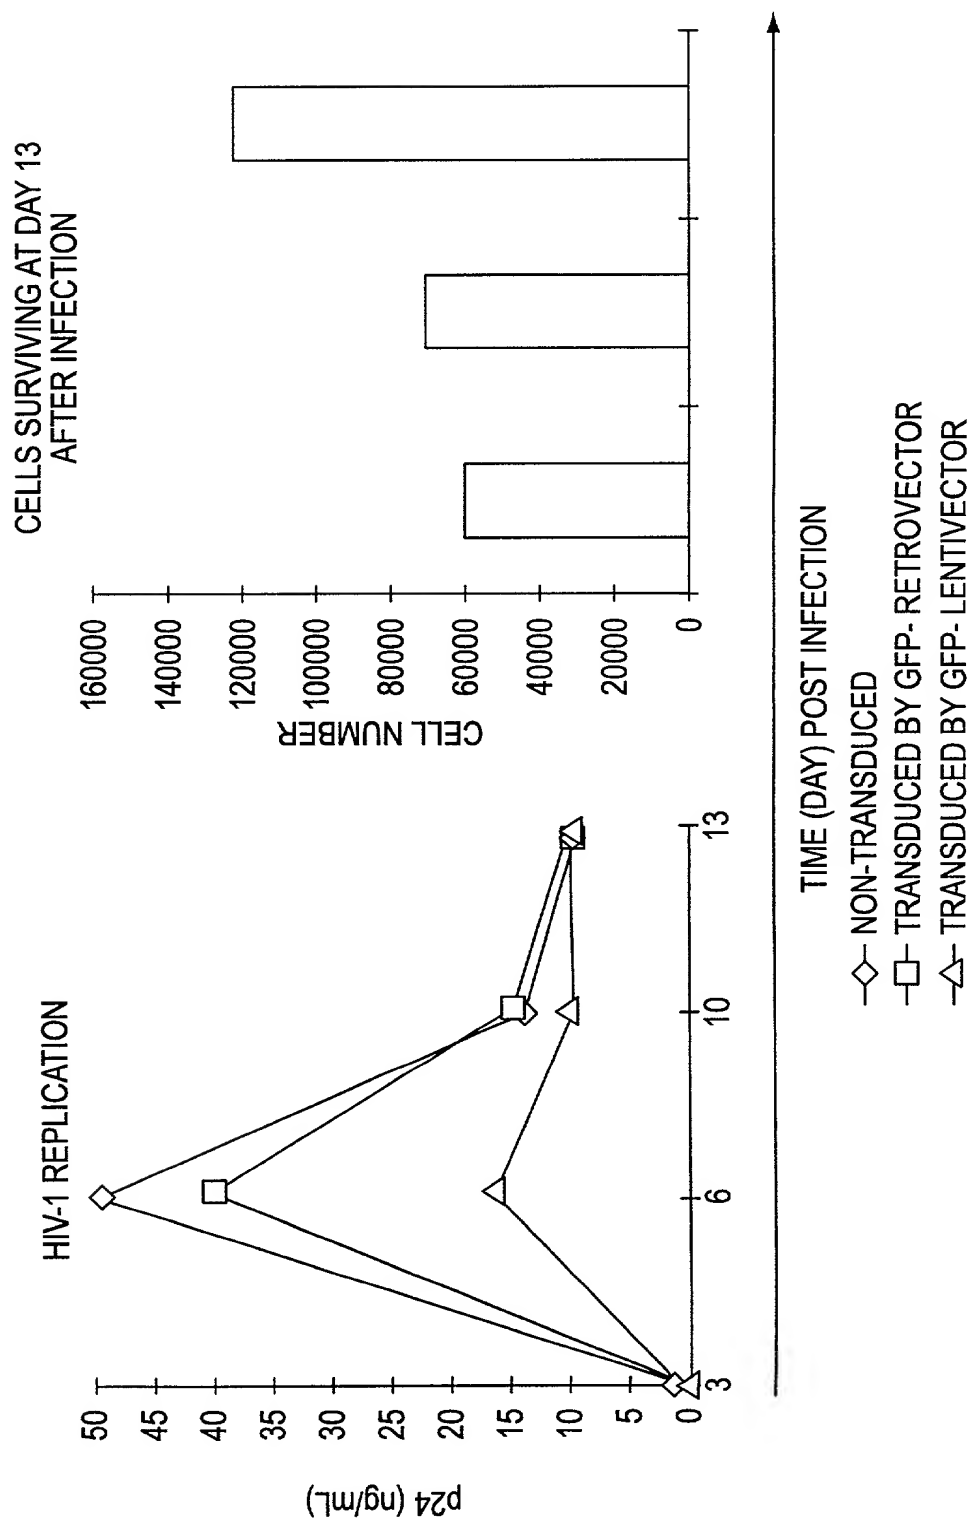 HIV-1 REPLICATION
p24 (ng/mL)
50
45
40
35
30
25
20
15
10
5
0
3
6
10
13
CELLS SURVIVING AT DAY 13
AFTER INFECTION
CELL NUMBER
160000
140000
120000
100000
80000
60000
40000
20000
0
TIME (DAY) POST INFECTION
NON-TRANSDUCED
TRANSDUCED BY GFP- RETROVECTOR
TRANSDUCED BY GFP- LENTIVECTOR